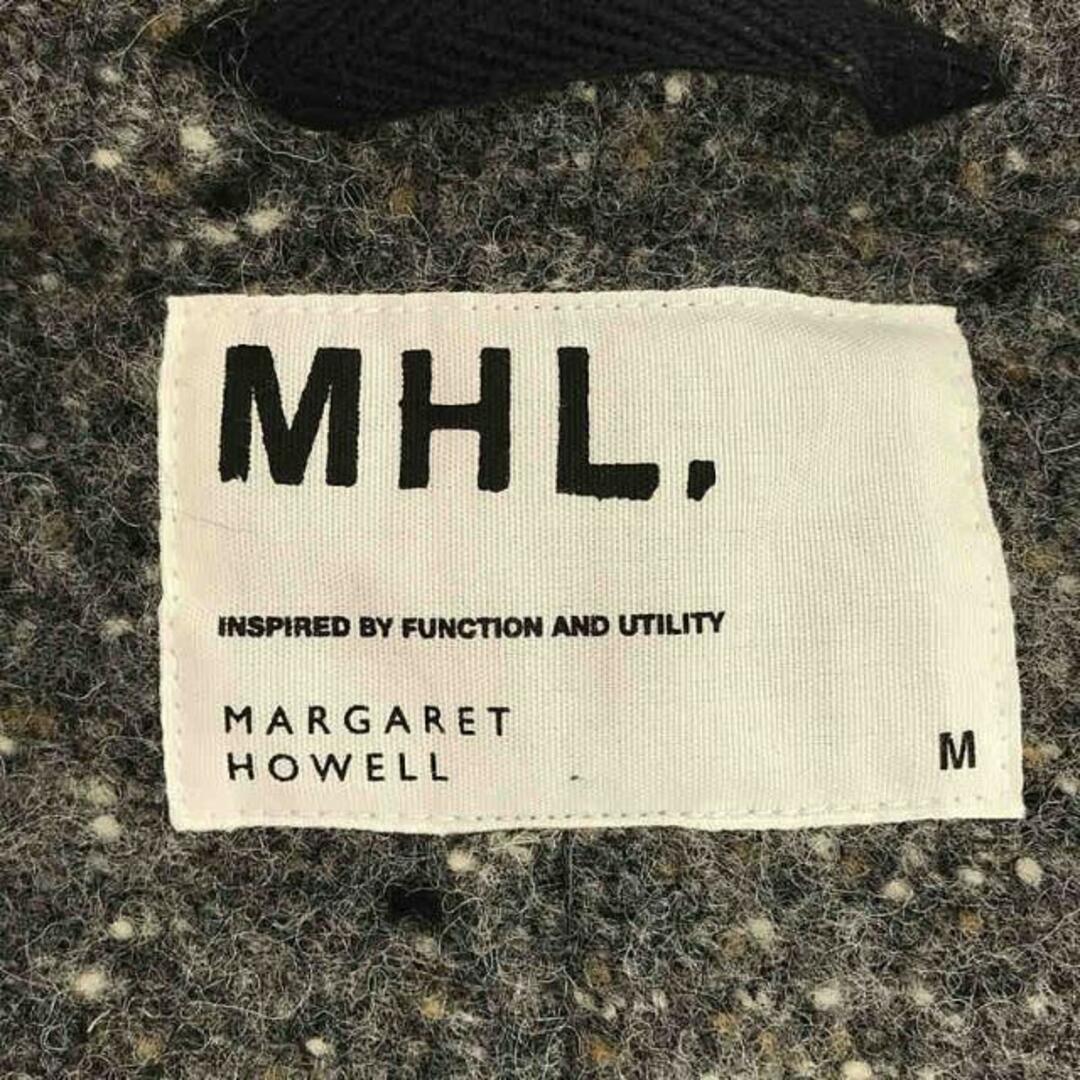 MHL.
INSPIRED BY FUNCTION AND UTILITY
MARGARET
HOWELL
M